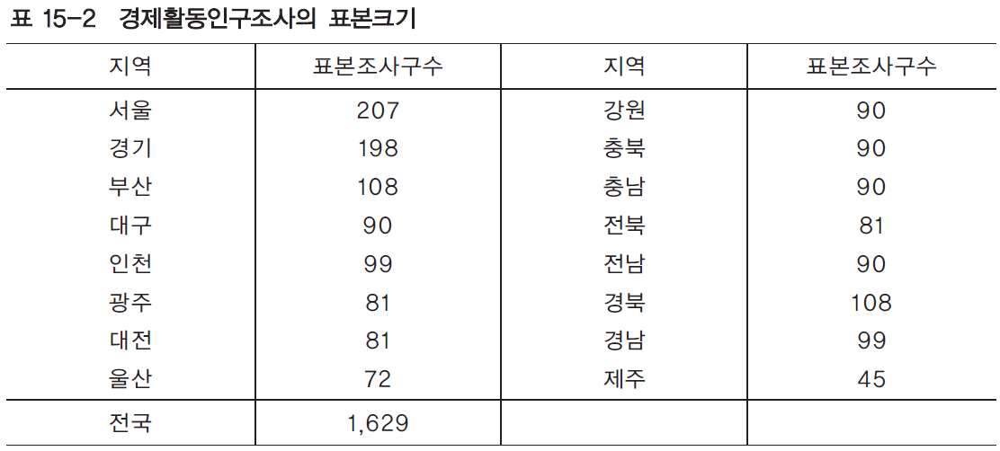 표 15-2 경제활동인구조사의 표본크기
지역 표본조사구수 지역 표본조사구수
서울 207 강원 90
경기 198 충북 90
부산 108 충남 90
대구 90 전북 81
인천 99 전남 90
광주 81 경북 108
대전 81 경남 99
울산 72 제주 45
전국 1,629